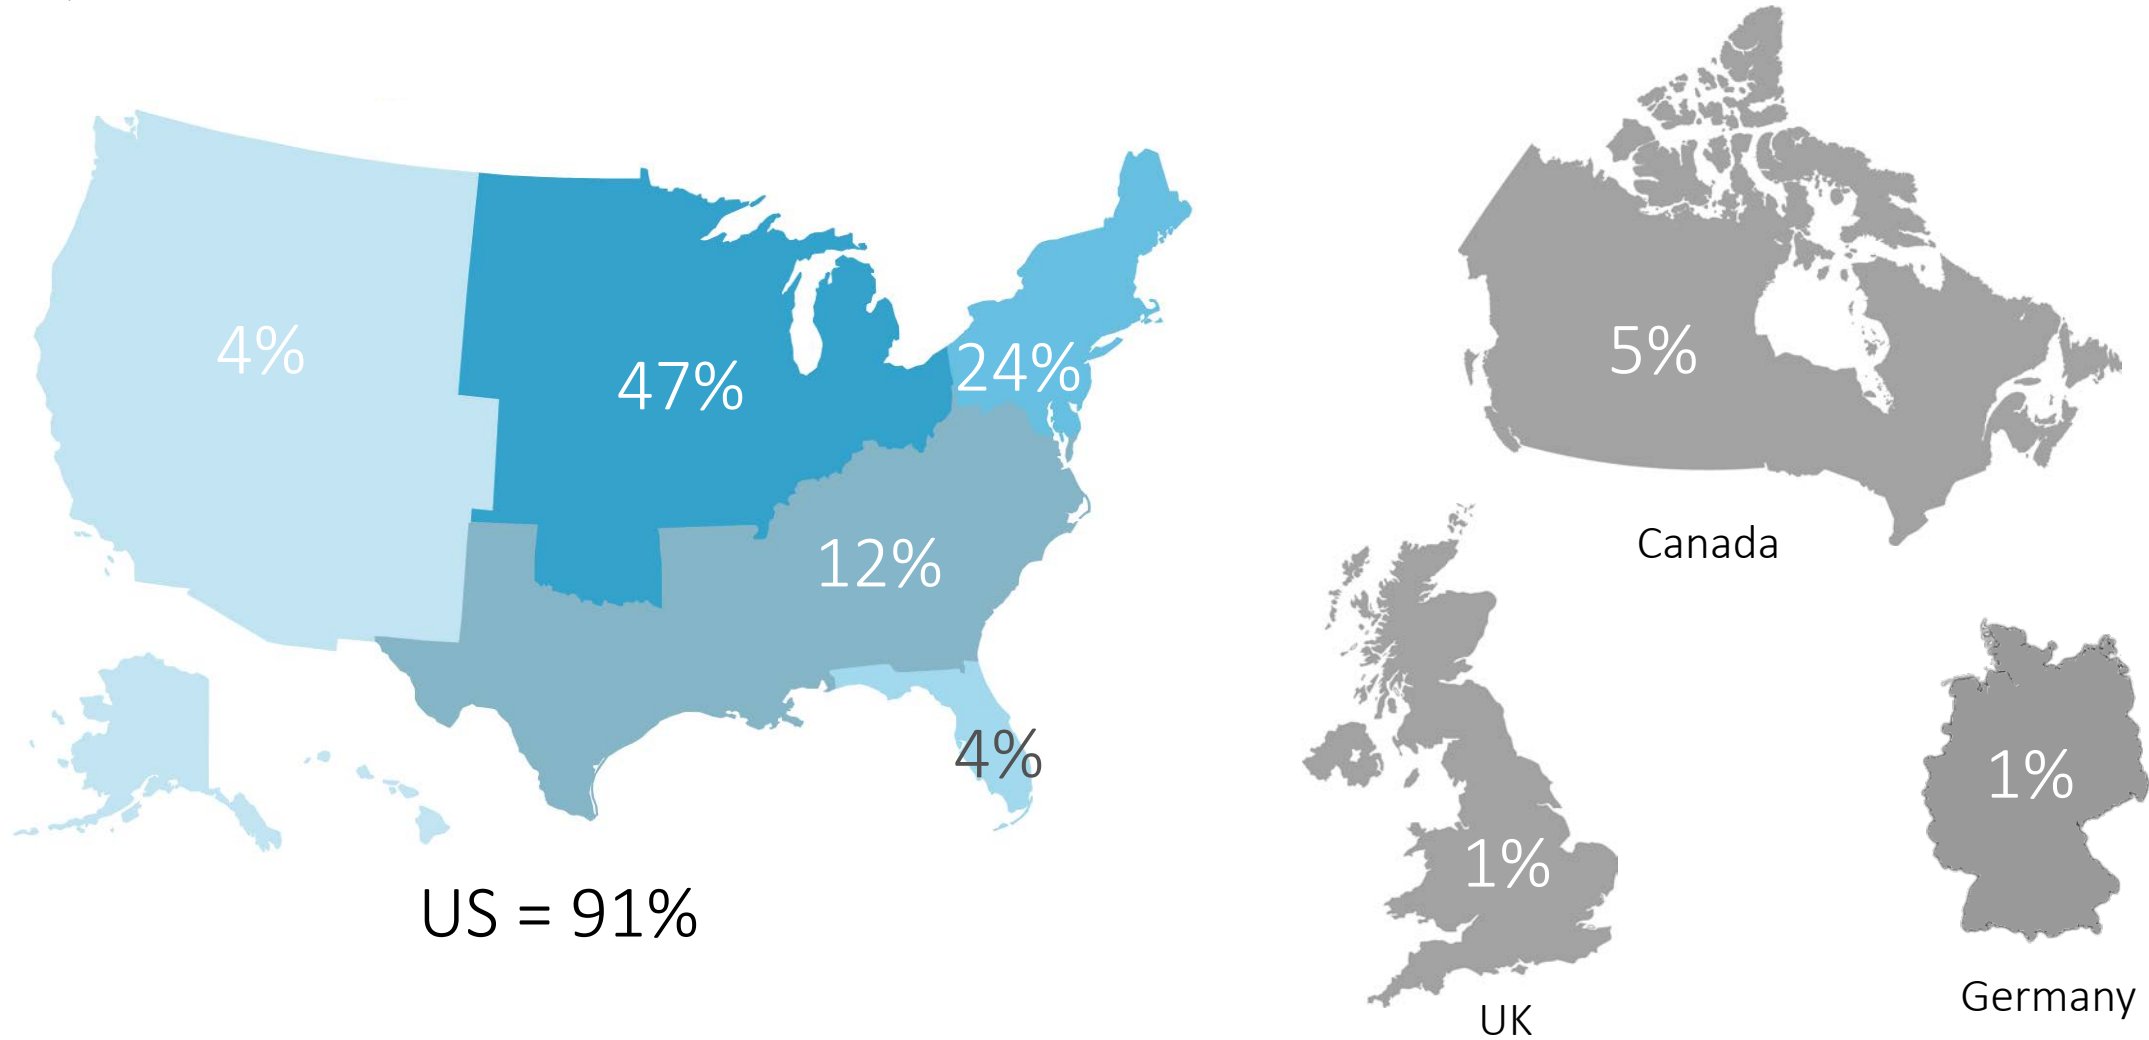 4%
47%
24%
12%
4%
US = 91%
5%
Canada
1%
UK
1%
Germany